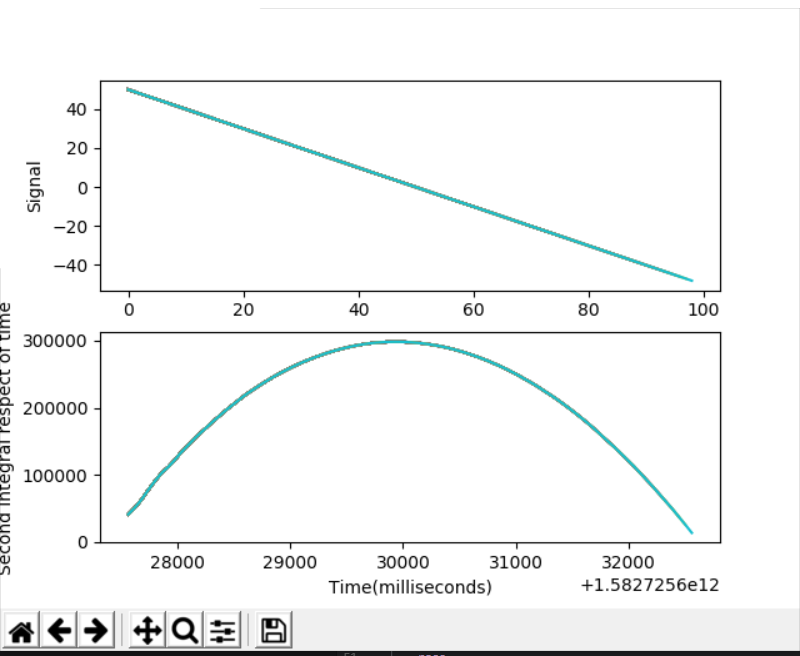 Signal
40
20
0
−20
−40
0 20 40 60 80 100
Second integral respect of time
300000
200000
100000
0
28000 29000 30000 31000 32000
Time(milliseconds)
+1.5827256e12